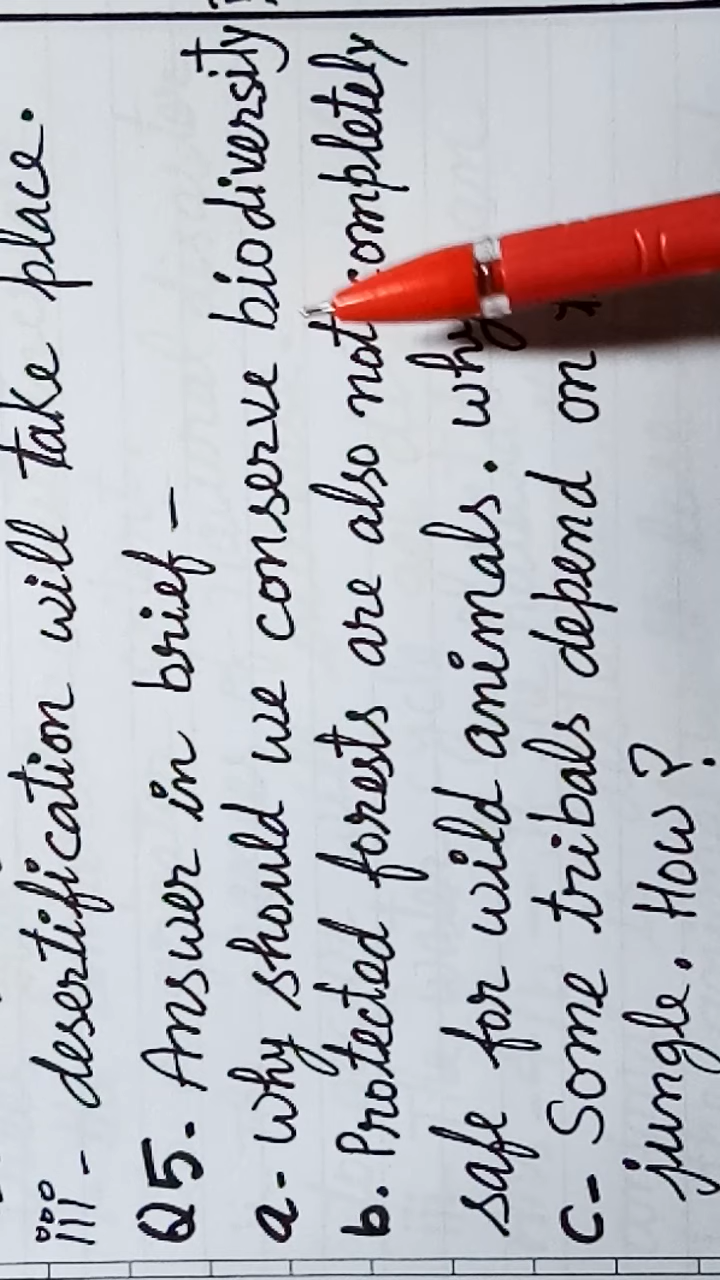 iii- desertification will take place.
Q5. Answer in brief –
a- Why should we conserve biodiversity?
b. Protected forests are also not completely
safe for wild animals. why
c- Some tribals depend on
jungle. How?